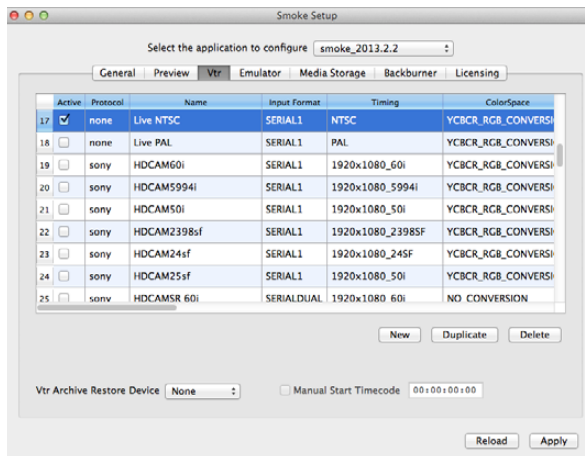 Smoke Setup
Select the application to configure smoke_2013.2.2
General Preview Vtr Emulator Media Storage Backburner Licensing
Active Protocol Name Input Format Timing ColorSpace
17 none Live NTSC SERIAL1 NTSC YCBCR_RGB_CONVERSI
18 none Live PAL SERIAL1 PAL YCBCR_RGB_CONVERSI
19 sony HDCAM60i SERIAL1 1920x1080_60i YCBCR_RGB_CONVERSI
20 sony HDCAM5994i SERIAL1 1920x1080_5994i YCBCR_RGB_CONVERSI
21 sony HDCAM50i SERIAL1 1920x1080_50i YCBCR_RGB_CONVERSI
22 sony HDCAM2398sf SERIAL1 1920x1080_2398SF YCBCR_RGB_CONVERSI
23 sony HDCAM24sf SERIAL1 1920x1080_24SF YCBCR_RGB_CONVERSI
24 sony HDCAM25sf SERIAL1 1920x1080_50i YCBCR_RGB_CONVERSI
25 sony HDCAMSR_60i SERIALDUAL 1920x1080_60i NO_CONVERSION
New Duplicate Delete
Vtr Archive Restore Device None Manual Start Timecode 00:00:00:00
Reload Apply